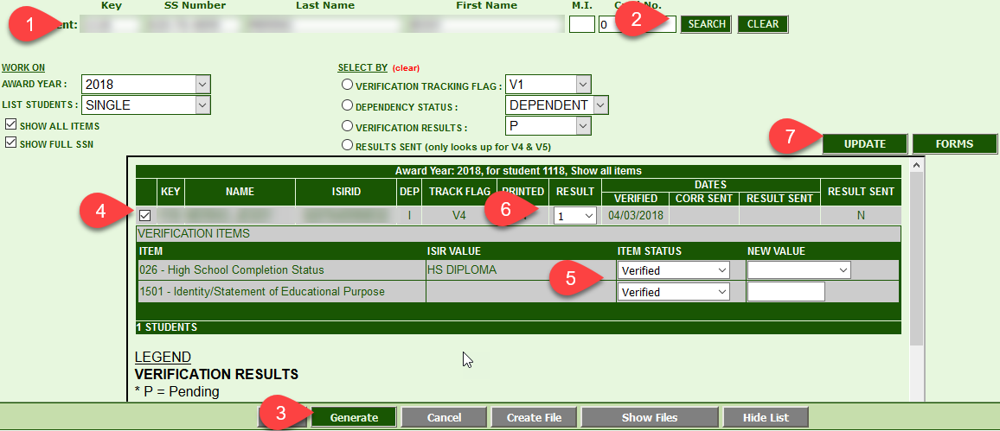 Key SS Number Last Name First Name M.I. No.
1 ent: 0 2 SEARCH CLEAR
WORK ON SELECT BY (clear)
AWARD YEAR : 2018 VERIFICATION TRACKING FLAG : V1
LIST STUDENTS : SINGLE DEPENDENCY STATUS : DEPENDENT
SHOW ALL ITEMS VERIFICATION RESULTS : P
SHOW FULL SSN RESULTS SENT (only looks up for V4 & V5)
7 UPDATE FORMS
Award Year: 2018, for student 1118, Show all items
KEY NAME ISIRID DEP TRACK FLAG PRINTED RESULT DATES RESULT SENT
VERIFIED CORR SENT RESULT SENT
4 I V4 6 1 04/03/2018 N
VERIFICATION ITEMS
ITEM ISIR VALUE ITEM STATUS NEW VALUE
026 - High School Completion Status HS DIPLOMA 5 Verified
1501 - Identity/Statement of Educational Purpose Verified
1 STUDENTS
LEGEND
VERIFICATION RESULTS
* P = Pending
3 Generate Cancel Create File Show Files Hide List